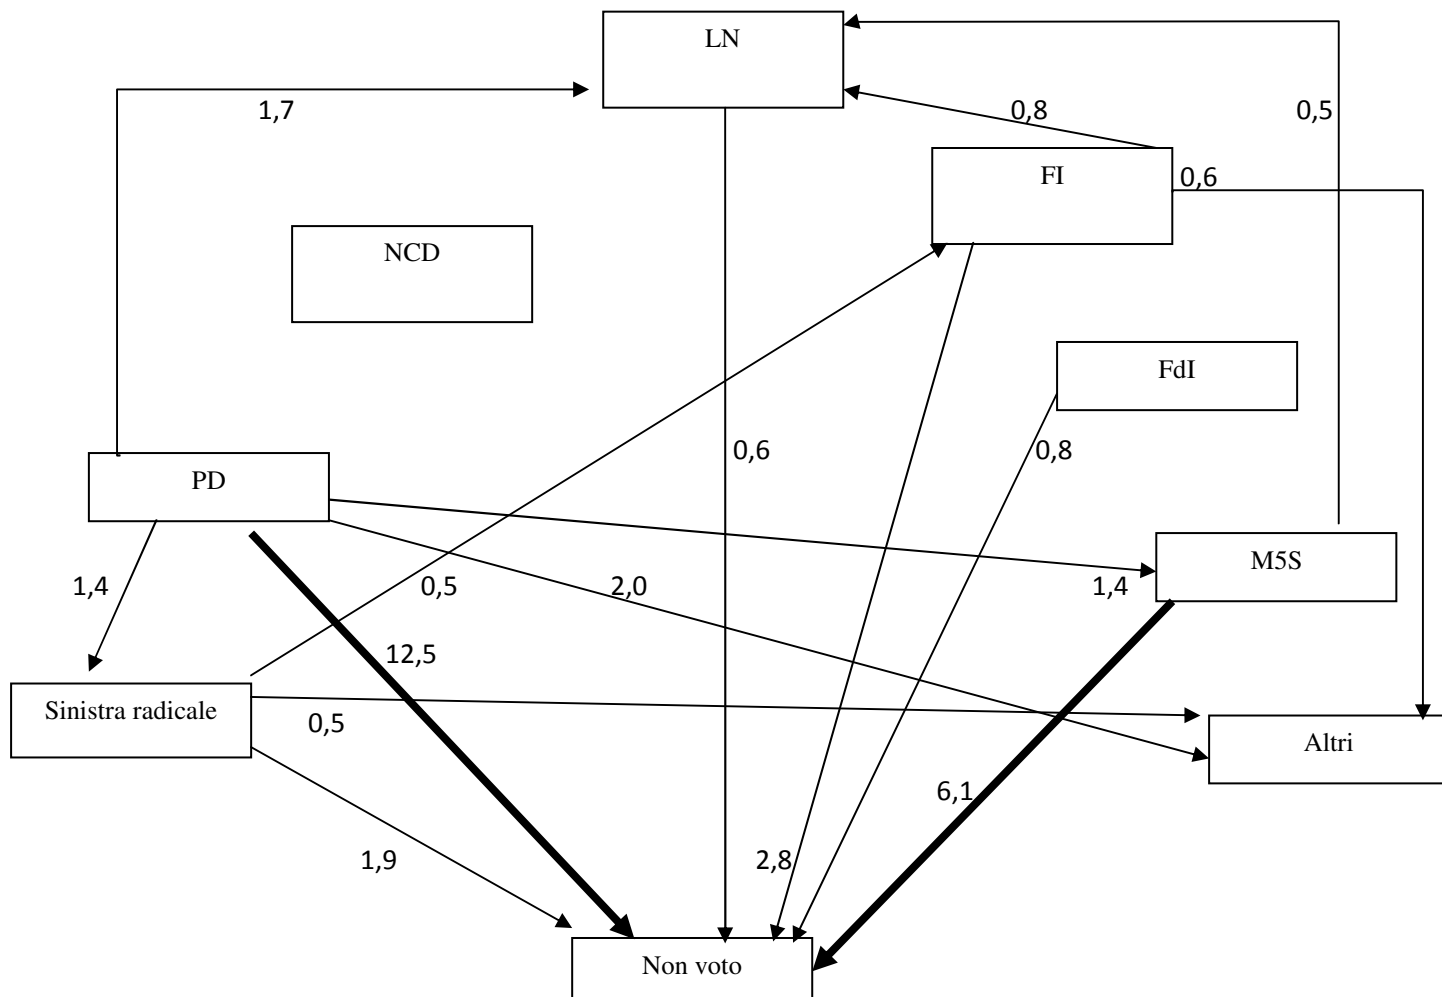 LN
1,7
0,8
0,5
FI
0,6
NCD
FdI
0,6
0,8
PD
M5S
1,4
0,5
2,0
1,4
12,5
Sinistra radicale
0,5
Altri
6,1
1,9
2,8
Non voto